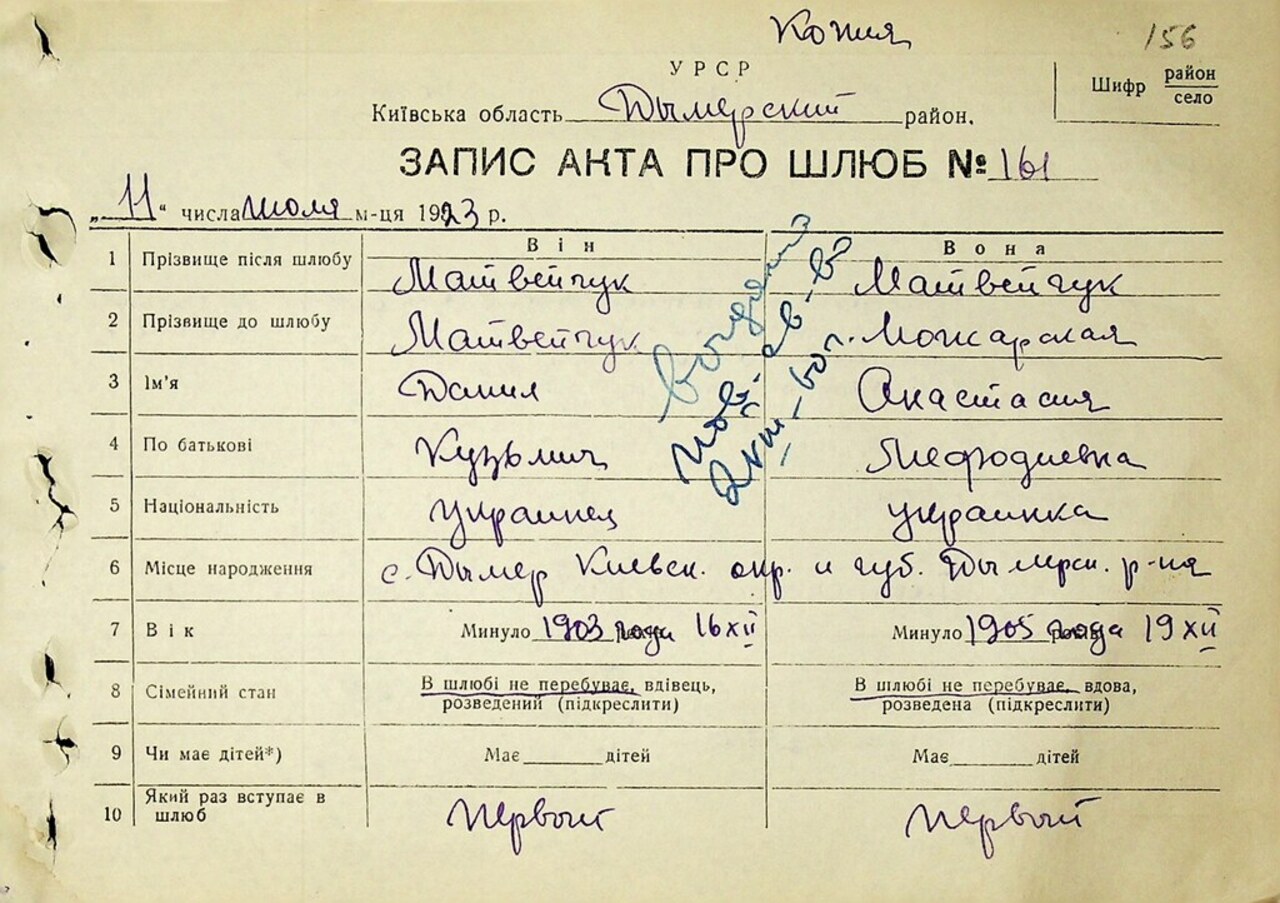 Копия
156
УРСР
Шифр район
село
Київська область Дымерский район.
ЗАПИС АКТА ПРО ШЛЮБ № 161
„11“ числа июля м-ця 1923 р.
Він Вона
1 Прізвище після шлюбу Матвейчук Матвейчук
2 Прізвище до шлюбу Матвейчук Можарская
3 Ім'я Данил Анастасия
4 По батькові Кузьмич Мефодиевна
5 Національність украинец украинка
6 Місце народження с. Дымер Киевск. окр. и губ. Дымерск. р-на
7 Вік Минуло 1903 года 16 XII Минуло 1905 года 19 XII
8 Сімейний стан В шлюбі не перебуває, вдівець, В шлюбі не перебуває, вдова,
розведений (підкреслити) розведена (підкреслити)
9 Чи має дітей*) Має дітей Має дітей
10 Який раз вступає в
шлюб первый первый